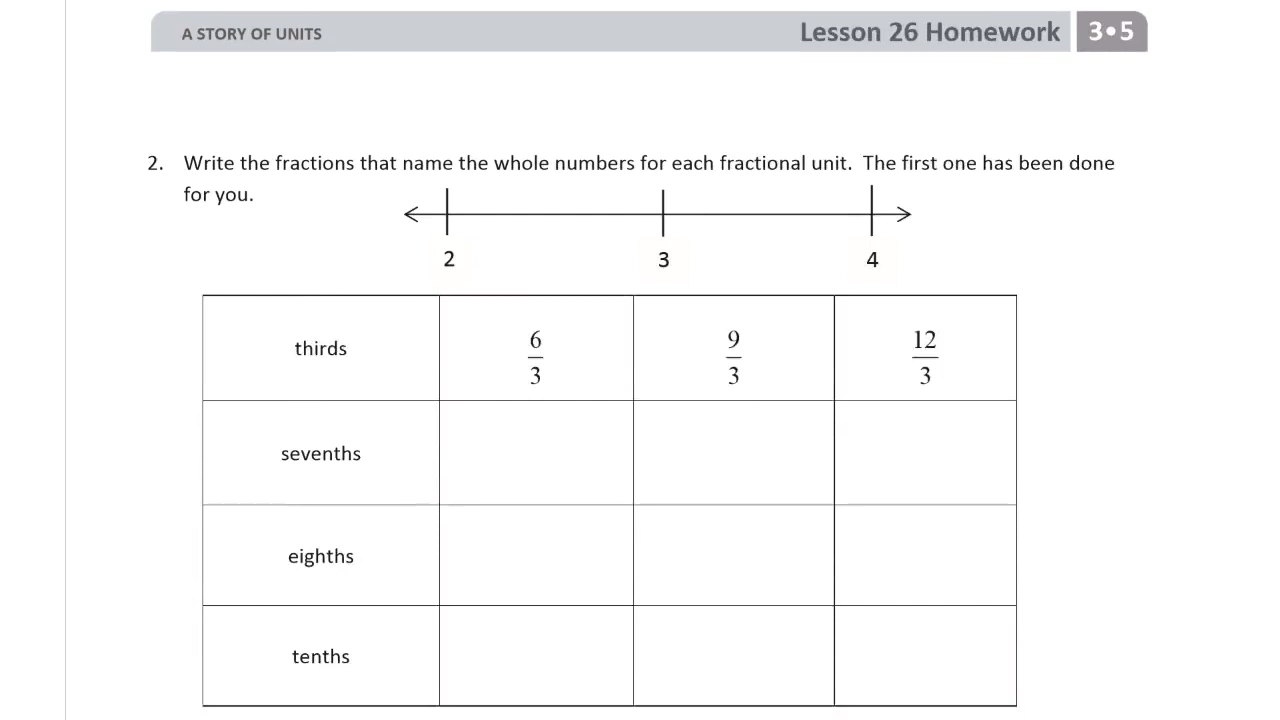 A STORY OF UNITS
Lesson 26 Homework 3•5
2. Write the fractions that name the whole numbers for each fractional unit. The first one has been done
for you.
2 3 4
thirds 6/3 9/3 12/3
sevenths
eighths
tenths